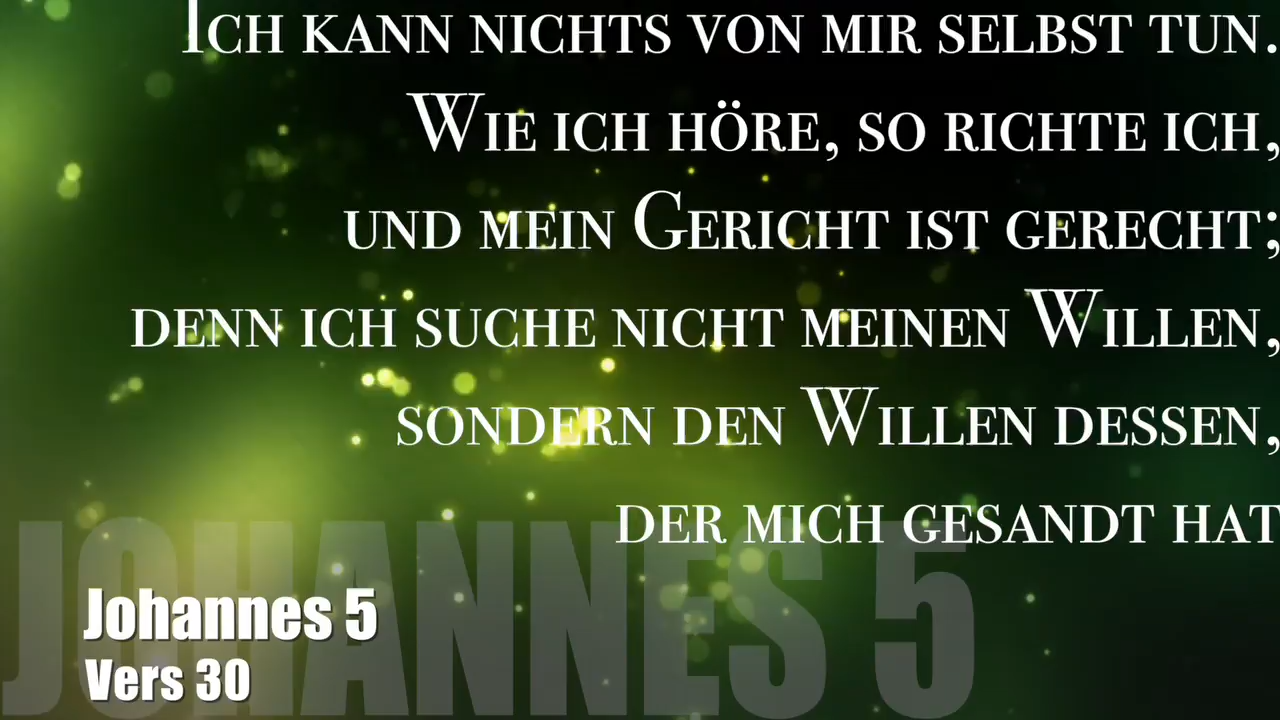 Ich kann nichts von mir selbst tun.
Wie ich höre, so richte ich,
und mein Gericht ist gerecht;
denn ich suche nicht meinen Willen,
sondern den Willen dessen,
der mich gesandt hat
JOHANNES 5
Johannes 5
Vers 30